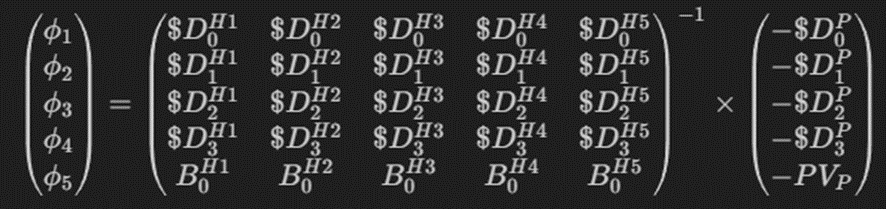 ϕ₁ $D₀ᴴ¹ $D₀ᴴ² $D₀ᴴ³ $D₀ᴴ⁴ $D₀ᴴ⁵ −1 −$D₀ᴾ
ϕ₂ $D₁ᴴ¹ $D₁ᴴ² $D₁ᴴ³ $D₁ᴴ⁴ $D₁ᴴ⁵ −$D₁ᴾ
ϕ₃ = $D₂ᴴ¹ $D₂ᴴ² $D₂ᴴ³ $D₂ᴴ⁴ $D₂ᴴ⁵ × −$D₂ᴾ
ϕ₄ $D₃ᴴ¹ $D₃ᴴ² $D₃ᴴ³ $D₃ᴴ⁴ $D₃ᴴ⁵ −$D₃ᴾ
ϕ₅ B₀ᴴ¹ B₀ᴴ² B₀ᴴ³ B₀ᴴ⁴ B₀ᴴ⁵ −PV_P